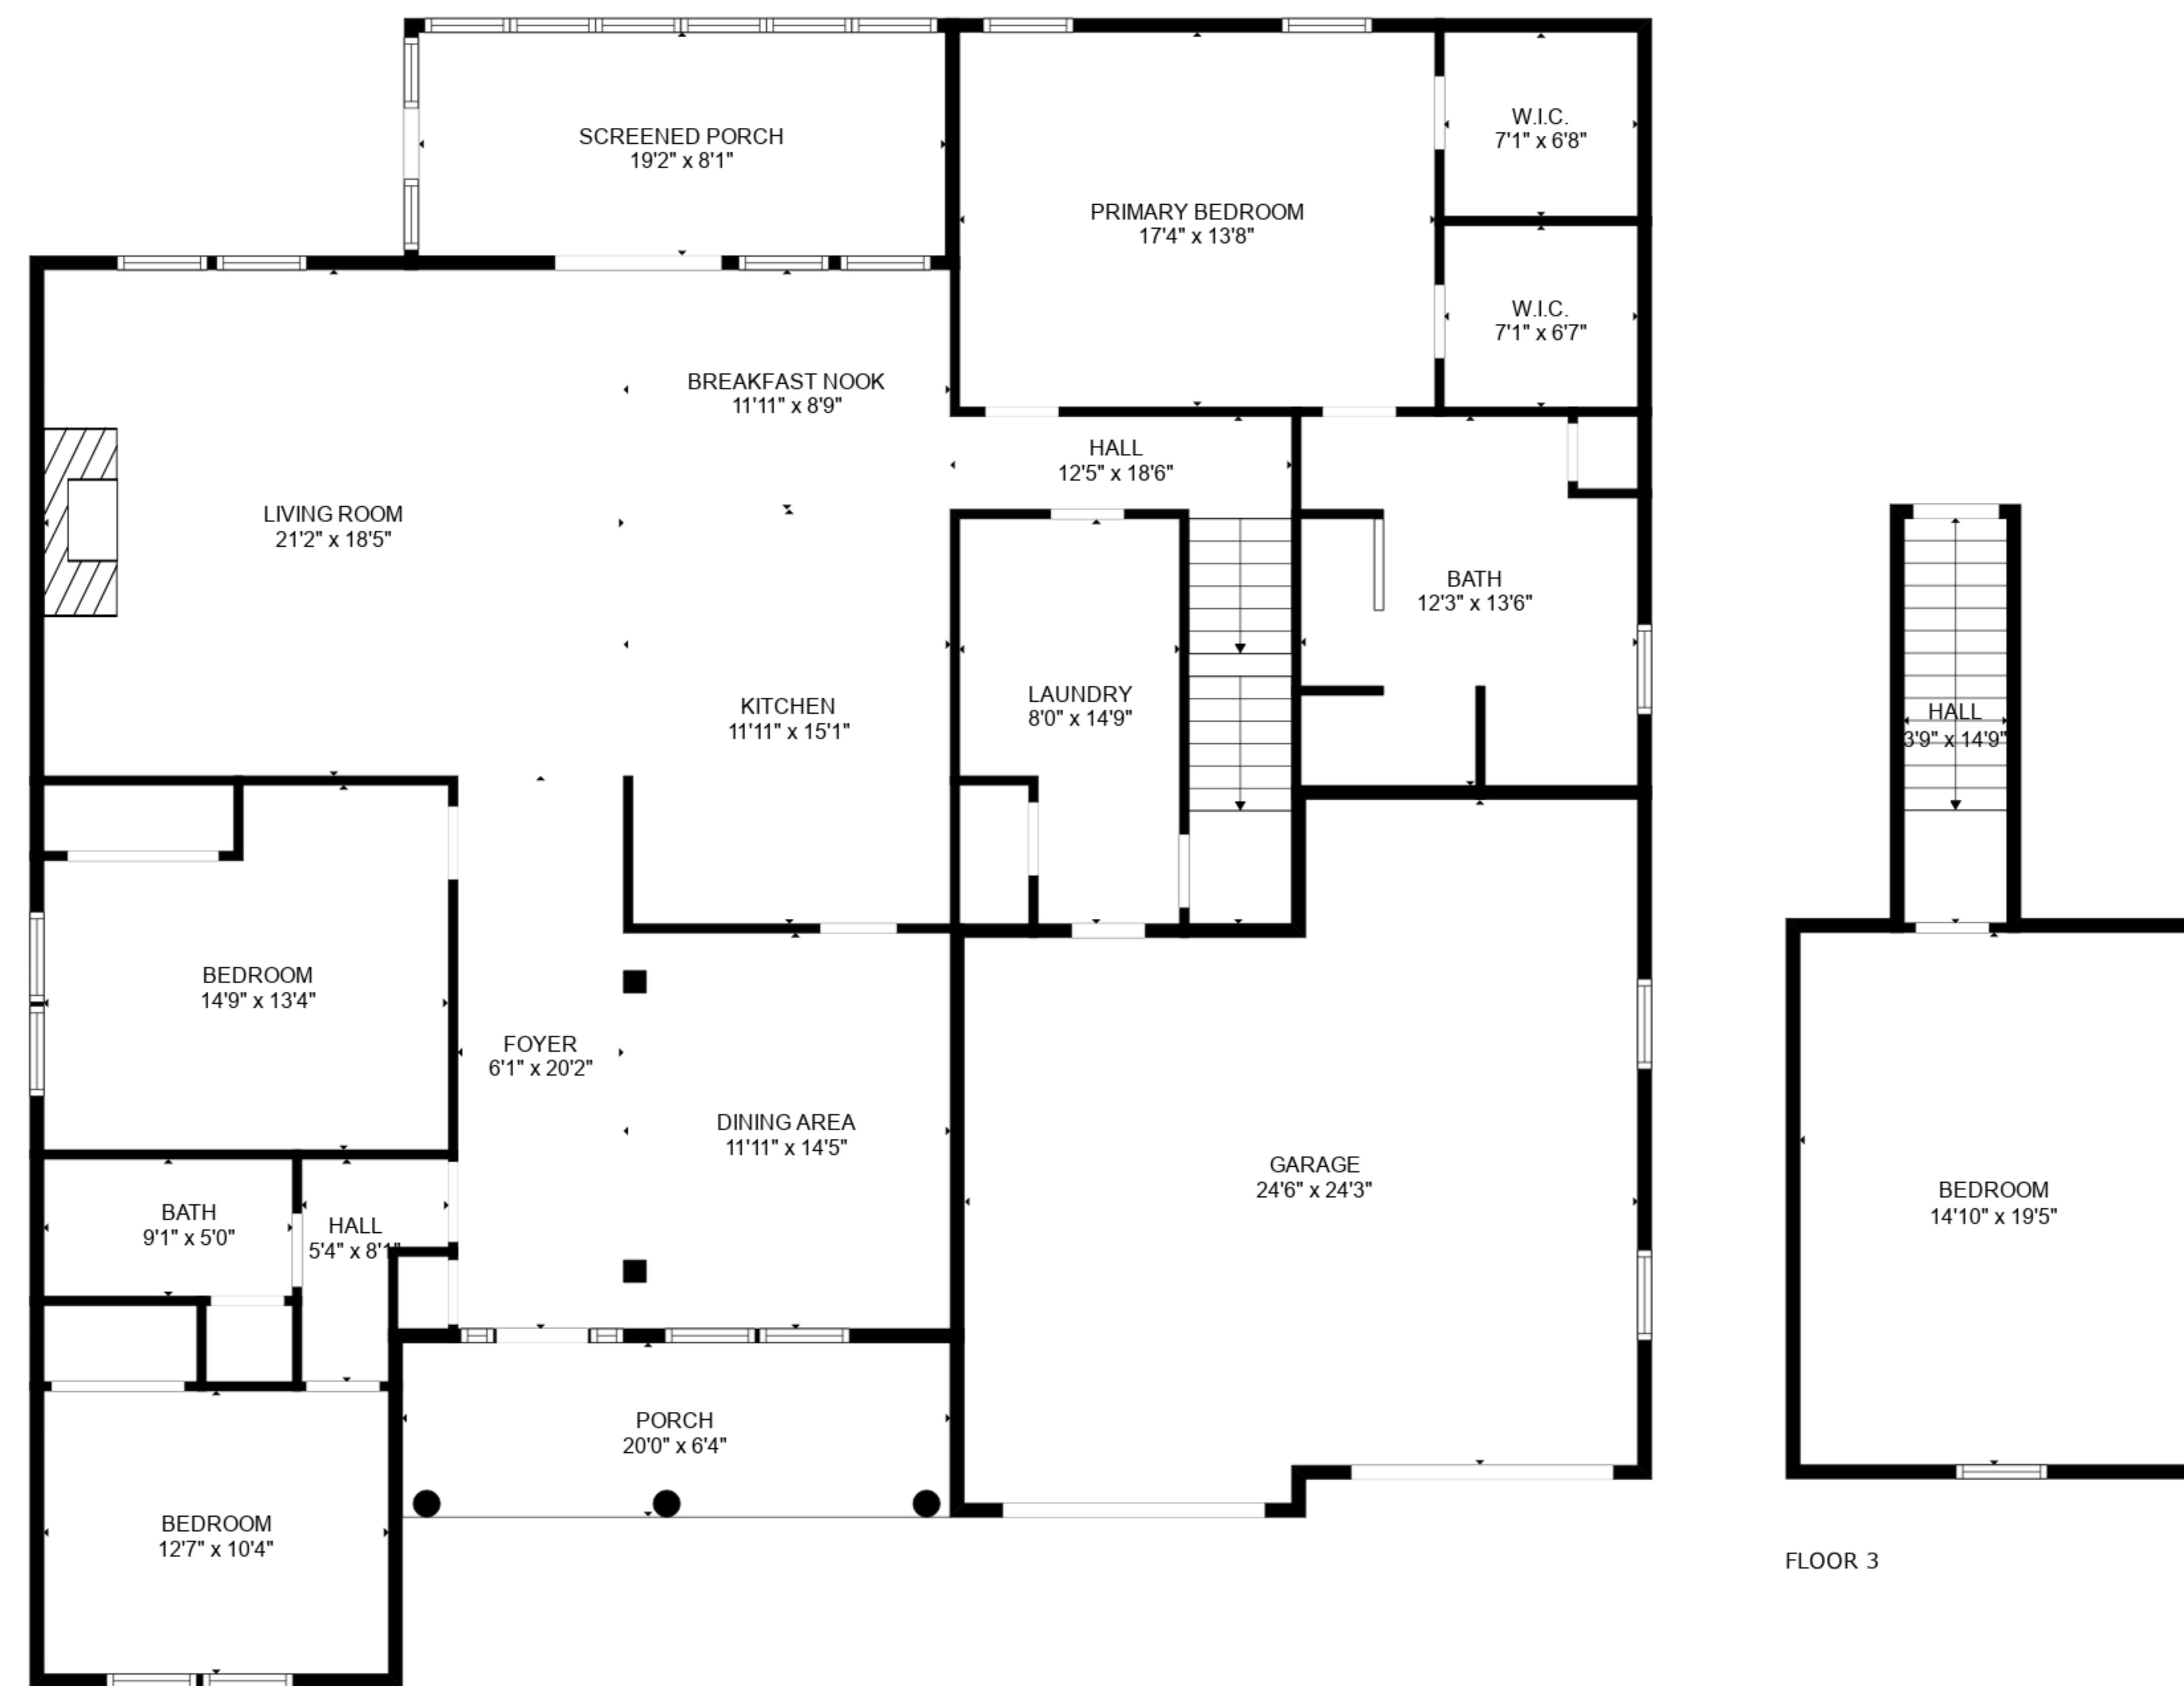 SCREENED PORCH
19'2" x 8'1"
W.I.C.
7'1" x 6'8"
PRIMARY BEDROOM
17'4" x 13'8"
W.I.C.
7'1" x 6'7"
BREAKFAST NOOK
11'11" x 8'9"
HALL
12'5" x 18'6"
LIVING ROOM
21'2" x 18'5"
BATH
12'3" x 13'6"
LAUNDRY
8'0" x 14'9"
KITCHEN
11'11" x 15'1"
HALL
3'9" x 14'9"
BEDROOM
14'9" x 13'4"
FOYER
6'1" x 20'2"
DINING AREA
11'11" x 14'5"
GARAGE
24'6" x 24'3"
BEDROOM
14'10" x 19'5"
BATH
9'1" x 5'0"
HALL
5'4" x 8'1"
PORCH
20'0" x 6'4"
BEDROOM
12'7" x 10'4"
FLOOR 3